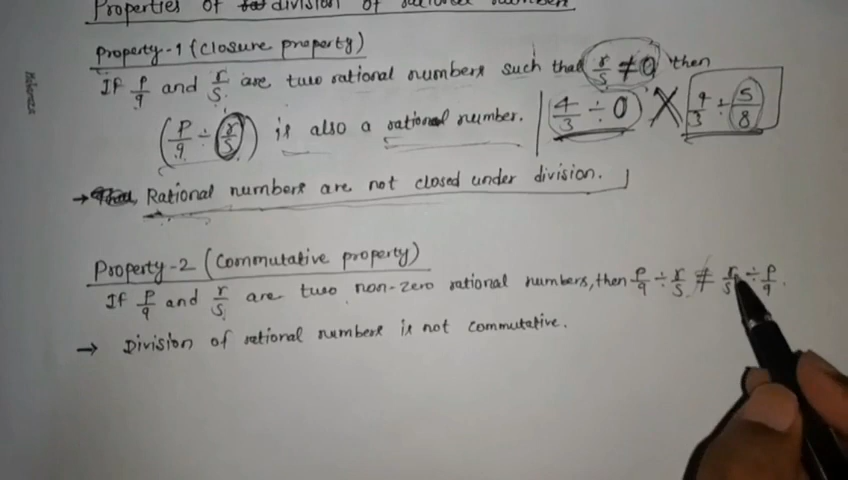 Properties of division of rational numbers
Property-1 (Closure property)
If p/q and r/s are two rational numbers such that r/s ≠ 0, then
(p/q ÷ r/s) is also a rational number. | 4/3 ÷ 0 X 4/3 ÷ 5/8
→ Rational numbers are not closed under division.
Property-2 (Commutative property)
If p/q and r/s are two non-zero rational numbers, then p/q ÷ r/s ≠ r/s ÷ p/q.
→ Division of rational numbers is not commutative.